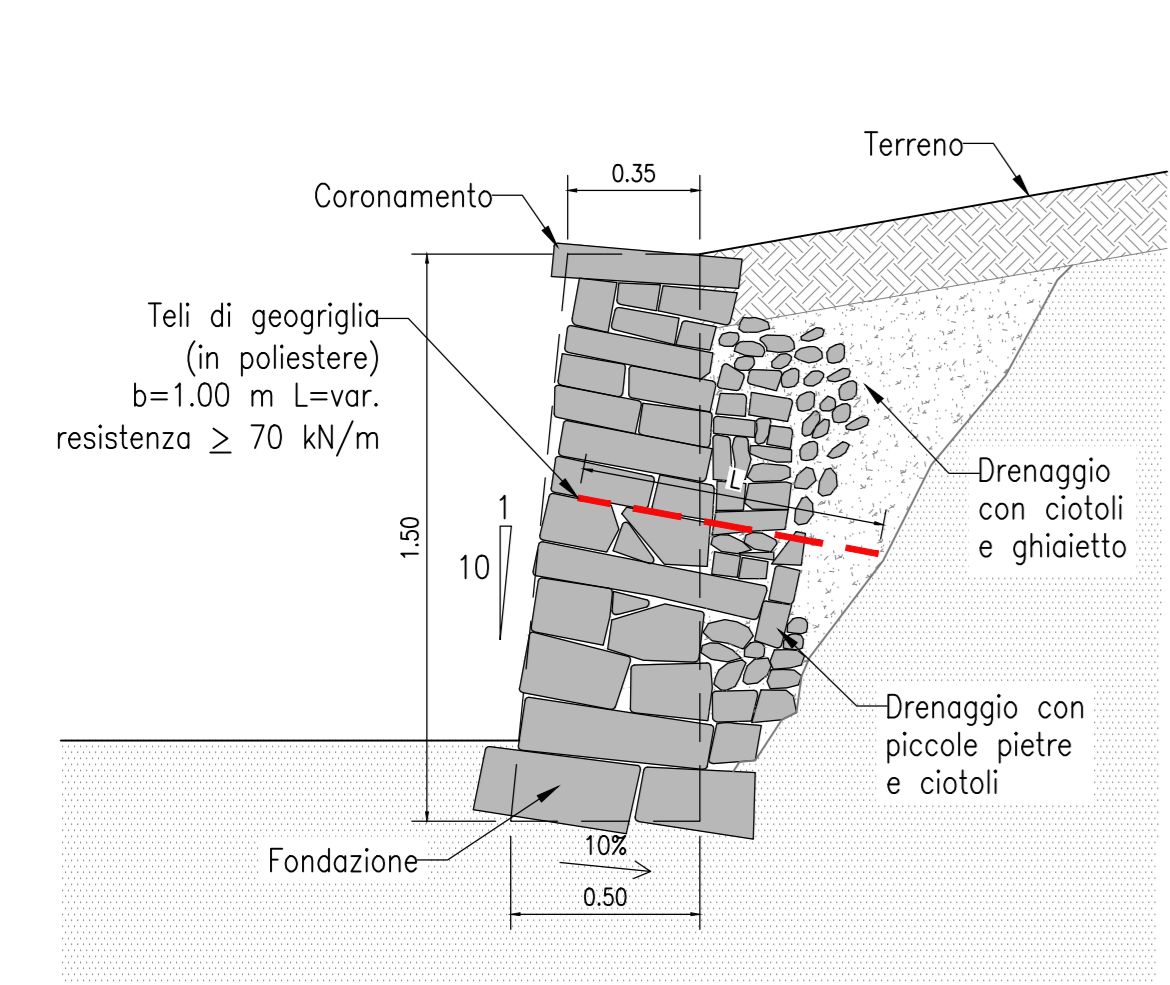 Terreno
0.35
Coronamento
Teli di geogriglia
(in poliestere)
b=1.00 m L=var.
resistenza ≥ 70 kN/m
L
Drenaggio
con ciotoli
e ghiaietto
1
10
1.50
Drenaggio con
piccole pietre
e ciotoli
Fondazione
10%
0.50